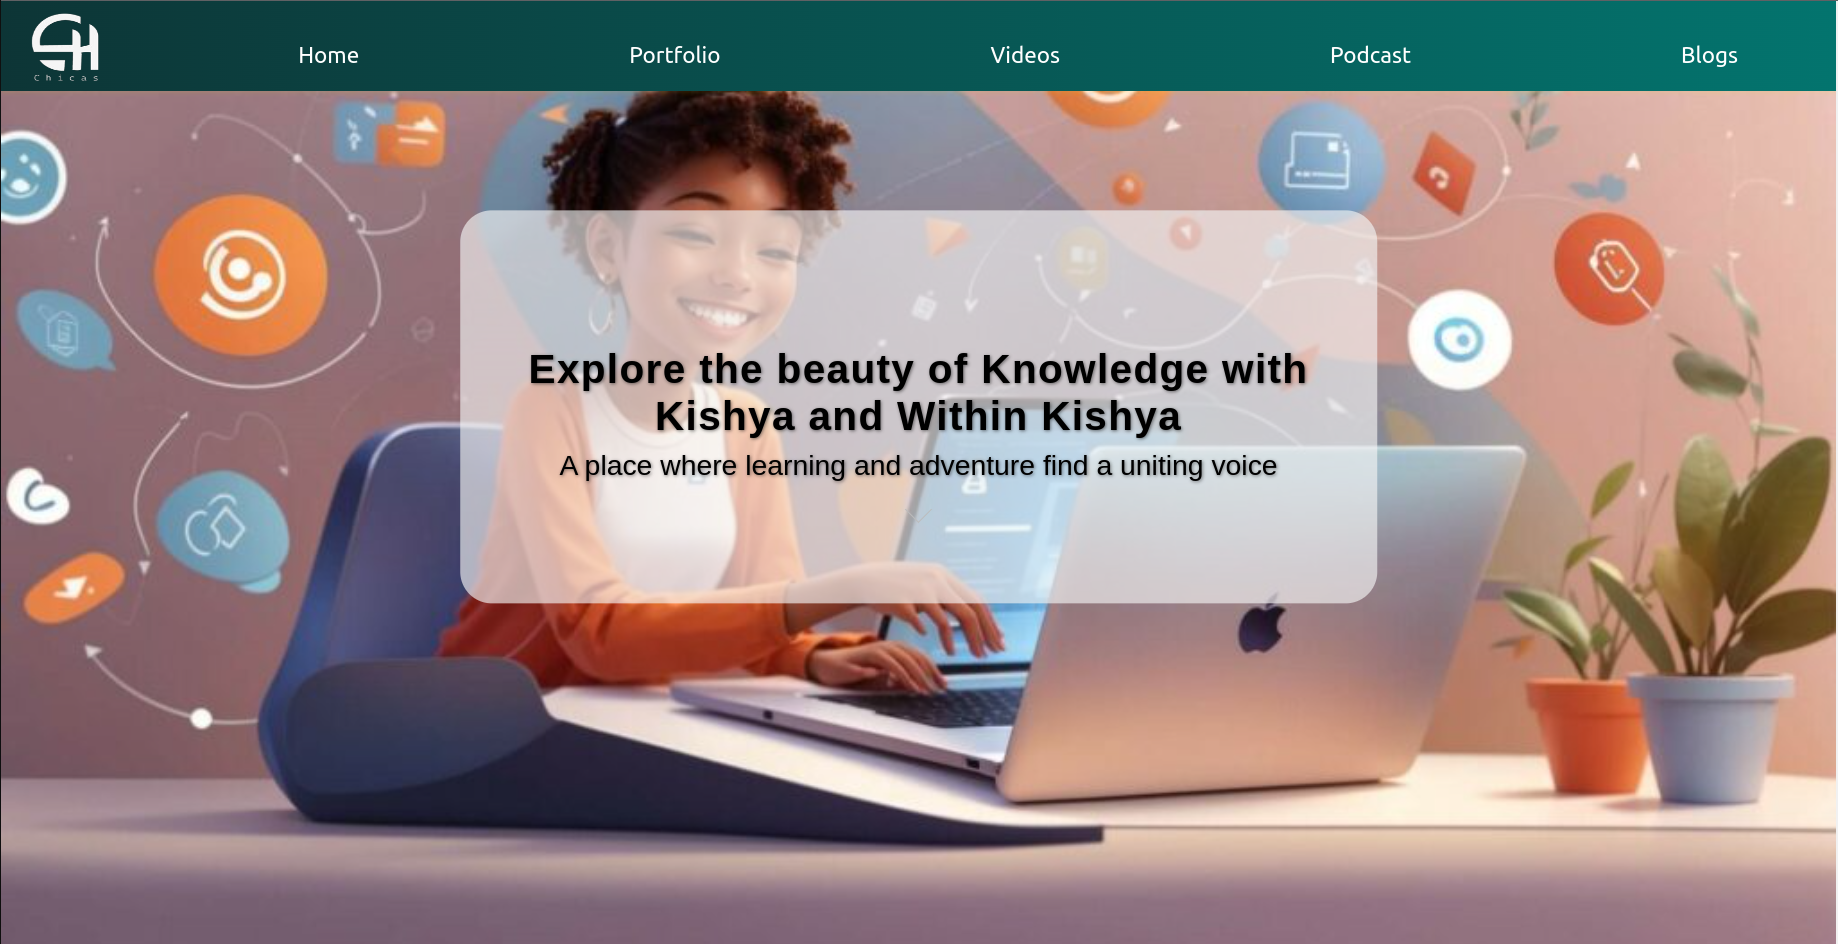 Chicas
Home
Portfolio
Videos
Podcast
Blogs
Explore the beauty of Knowledge with
Kishya and Within Kishya
A place where learning and adventure find a uniting voice